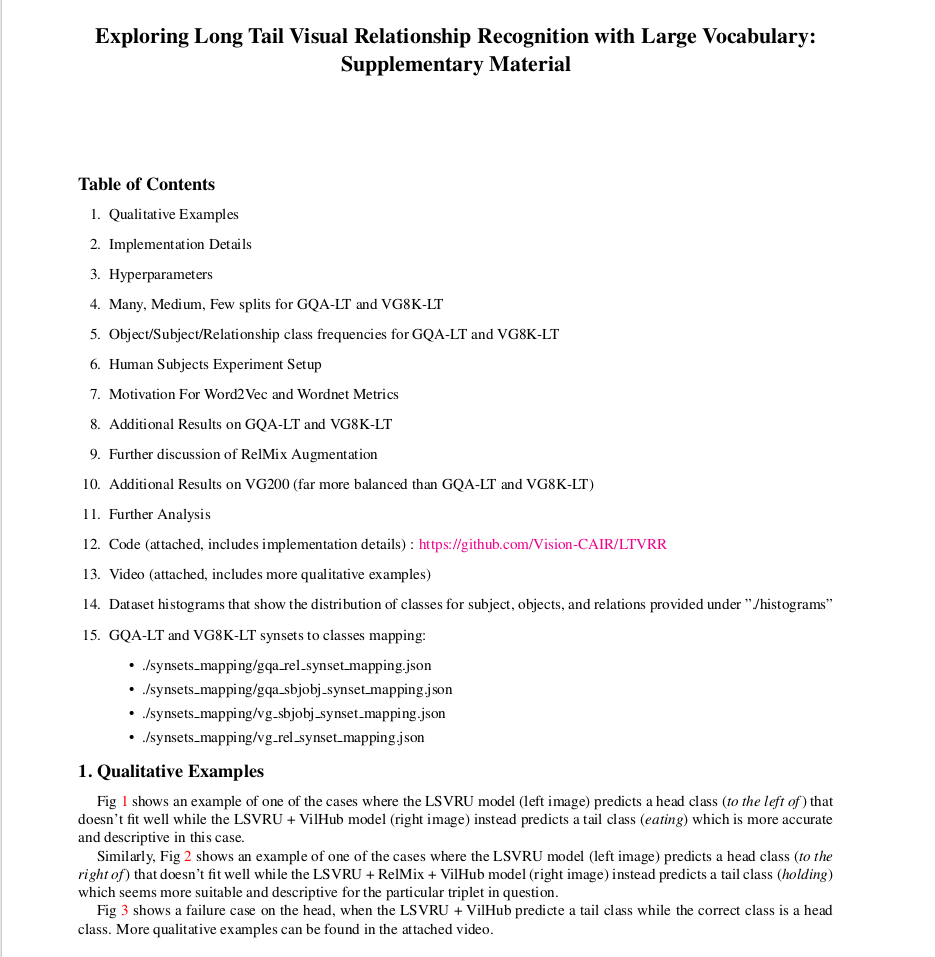 Exploring Long Tail Visual Relationship Recognition with Large Vocabulary:
Supplementary Material
Table of Contents
1. Qualitative Examples
2. Implementation Details
3. Hyperparameters
4. Many, Medium, Few splits for GQA-LT and VG8K-LT
5. Object/Subject/Relationship class frequencies for GQA-LT and VG8K-LT
6. Human Subjects Experiment Setup
7. Motivation For Word2Vec and Wordnet Metrics
8. Additional Results on GQA-LT and VG8K-LT
9. Further discussion of RelMix Augmentation
10. Additional Results on VG200 (far more balanced than GQA-LT and VG8K-LT)
11. Further Analysis
12. Code (attached, includes implementation details) : https://github.com/Vision-CAIR/LTVRR
13. Video (attached, includes more qualitative examples)
14. Dataset histograms that show the distribution of classes for subject, objects, and relations provided under ”./histograms”
15. GQA-LT and VG8K-LT synsets to classes mapping:
• ./synsets_mapping/gqa_rel_synset_mapping.json
• ./synsets_mapping/gqa_sbjobj_synset_mapping.json
• ./synsets_mapping/vg_sbjobj_synset_mapping.json
• ./synsets_mapping/vg_rel_synset_mapping.json
1. Qualitative Examples
Fig 1 shows an example of one of the cases where the LSVRU model (left image) predicts a head class (to the left of) that
doesn’t fit well while the LSVRU + VilHub model (right image) instead predicts a tail class (eating) which is more accurate
and descriptive in this case.
Similarly, Fig 2 shows an example of one of the cases where the LSVRU model (left image) predicts a head class (to the
right of) that doesn’t fit well while the LSVRU + RelMix + VilHub model (right image) instead predicts a tail class (holding)
which seems more suitable and descriptive for the particular triplet in question.
Fig 3 shows a failure case on the head, when the LSVRU + VilHub predicte a tail class while the correct class is a head
class. More qualitative examples can be found in the attached video.